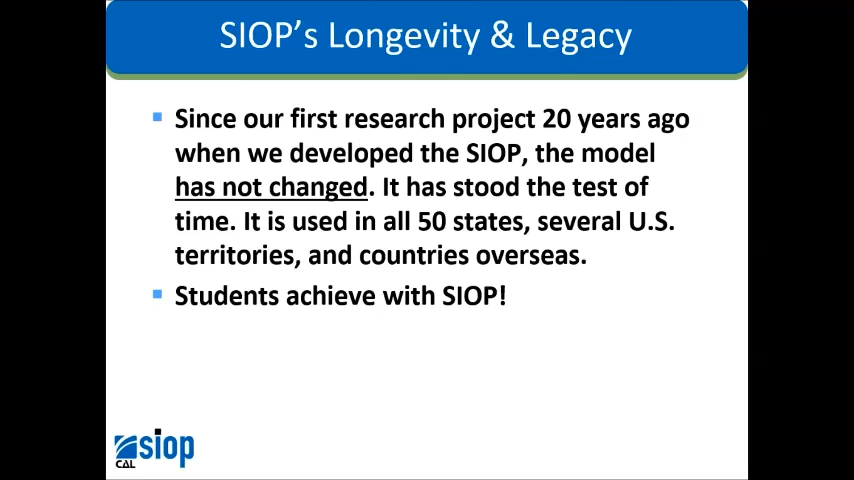 SIOP's Longevity & Legacy
Since our first research project 20 years ago
when we developed the SIOP, the model
has not changed. It has stood the test of
time. It is used in all 50 states, several U.S.
territories, and countries overseas.
Students achieve with SIOP!
siop
CAL